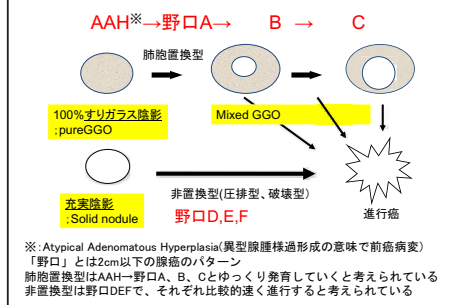 AAH※→野口A→ B → C
肺胞置換型
100%すりガラス陰影
;pureGGO
Mixed GGO
充実陰影
;Solid nodule
非置換型(圧排型、破壊型)
野口D,E,F
進行癌
※:Atypical Adenomatous Hyperplasia(異型腺腫様過形成の意味で前癌病変)
「野口」とは2cm以下の腺癌のパターン
肺胞置換型はAAH→野口A、B、Cとゆっくり発育していくと考えられている
非置換型は野口DEFで、それぞれ比較的速く進行すると考えられている